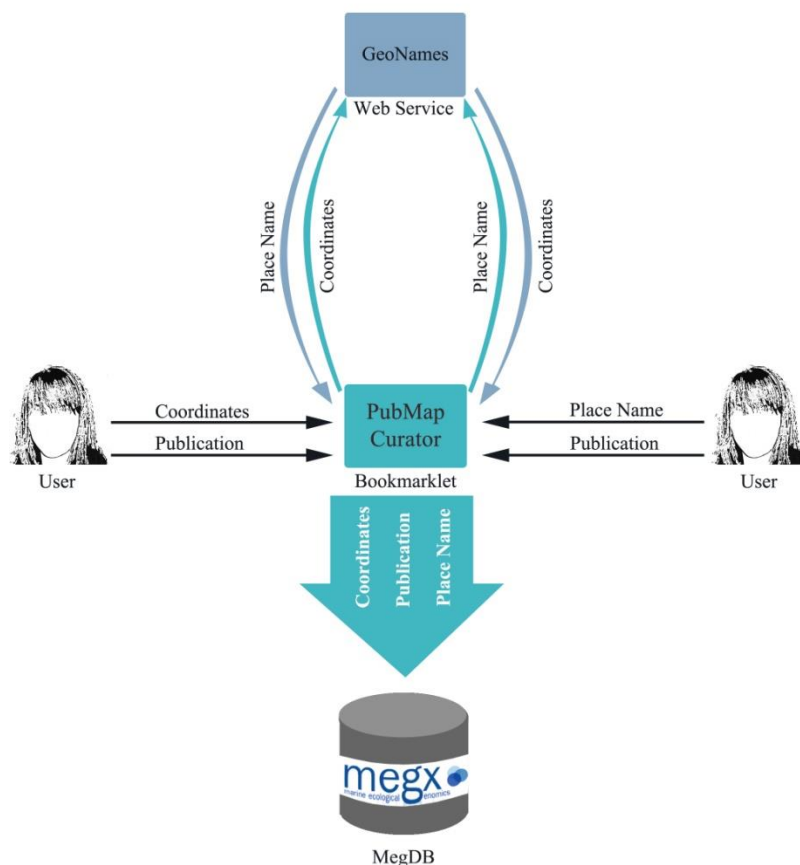 GeoNames
Web Service
Place Name
Coordinates
Place Name
Coordinates
Coordinates
Publication
User
PubMap
Curator
Bookmarklet
Place Name
Publication
User
Coordinates
Publication
Place Name
megx
marine ecological genomics
MegDB